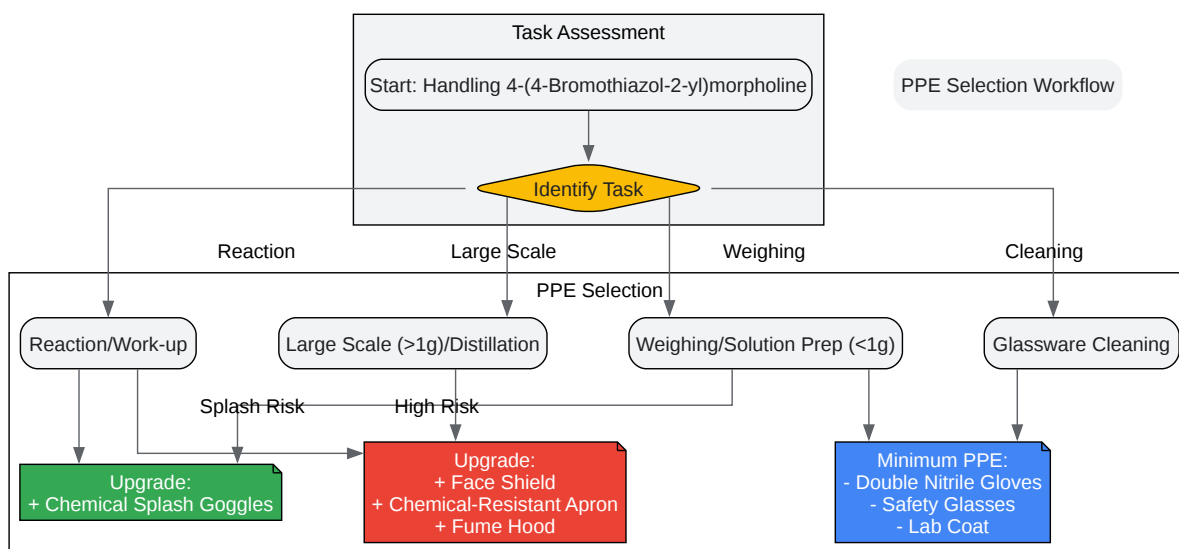 Task Assessment
Start: Handling 4-(4-Bromothiazol-2-yl)morpholine
PPE Selection Workflow
Identify Task
Reaction
Large Scale
Weighing
Cleaning
PPE Selection
Reaction/Work-up
Large Scale (>1g)/Distillation
Weighing/Solution Prep (<1g)
Glassware Cleaning
Splash Risk
High Risk
Upgrade:
+ Chemical Splash Goggles
Upgrade:
+ Face Shield
+ Chemical-Resistant Apron
+ Fume Hood
Minimum PPE:
- Double Nitrile Gloves
- Safety Glasses
- Lab Coat